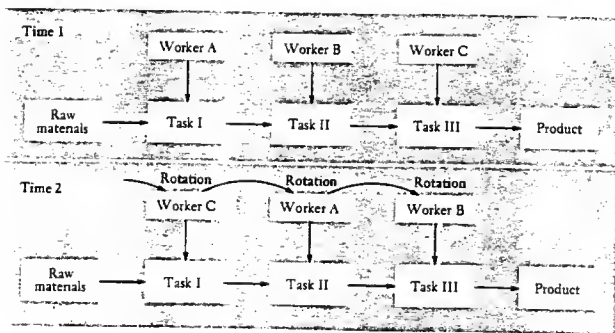 Time 1
Worker A
Worker B
Worker C
Raw
materials
Task I
Task II
Task III
Product
Time 2
Rotation
Rotation
Rotation
Worker C
Worker A
Worker B
Raw
materials
Task I
Task II
Task III
Product